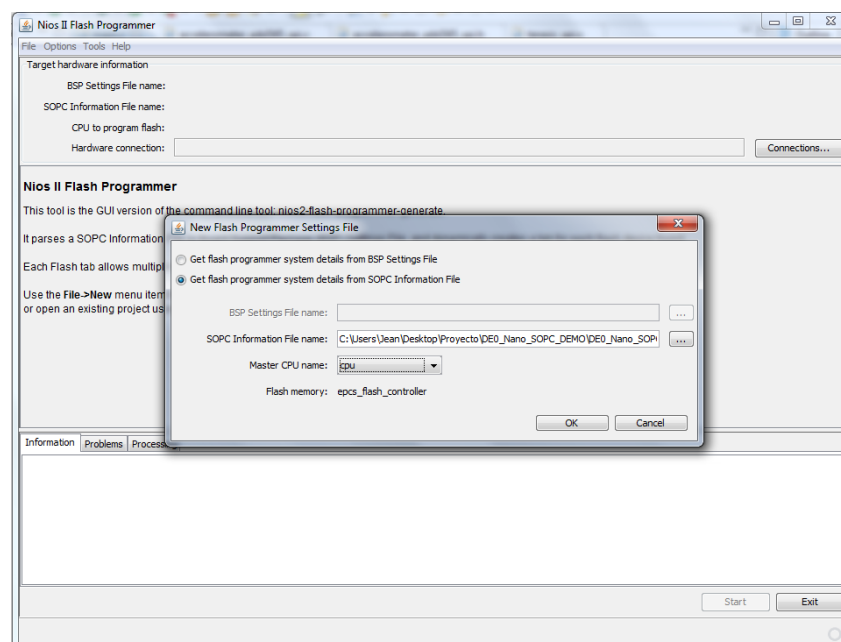 Nios II Flash Programmer
File Options Tools Help
Target hardware information
BSP Settings File name:
SOPC Information File name:
CPU to program flash:
Hardware connection:
Connections...
Nios II Flash Programmer
This tool is the GUI version of the command line tool: nios2-flash-programmer-generate.
It parses a SOPC Information
Each Flash tab allows multipl
Use the File->New menu item
or open an existing project us
New Flash Programmer Settings File
Get flash programmer system details from BSP Settings File
Get flash programmer system details from SOPC Information File
BSP Settings File name:
...
SOPC Information File name: C:\Users\Jean\Desktop\Proyecto\DE0_Nano_SOPC_DEMO\DE0_Nano_SOP
...
Master CPU name: cpu
Flash memory: epcs_flash_controller
OK Cancel
Information Problems Processing
Start Exit